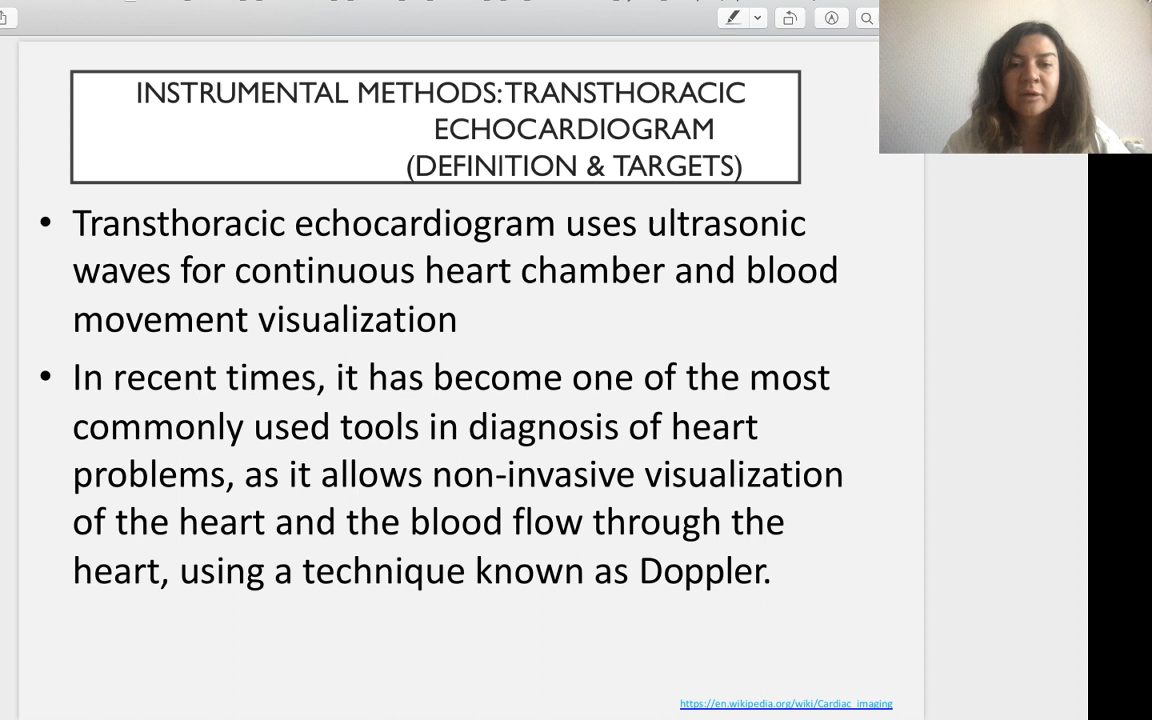 INSTRUMENTAL METHODS:TRANSTHORACIC
ECHOCARDIOGRAM
(DEFINITION & TARGETS)
• Transthoracic echocardiogram uses ultrasonic
waves for continuous heart chamber and blood
movement visualization
• In recent times, it has become one of the most
commonly used tools in diagnosis of heart
problems, as it allows non-invasive visualization
of the heart and the blood flow through the
heart, using a technique known as Doppler.
https://en.wikipedia.org/wiki/Cardiac_imaging